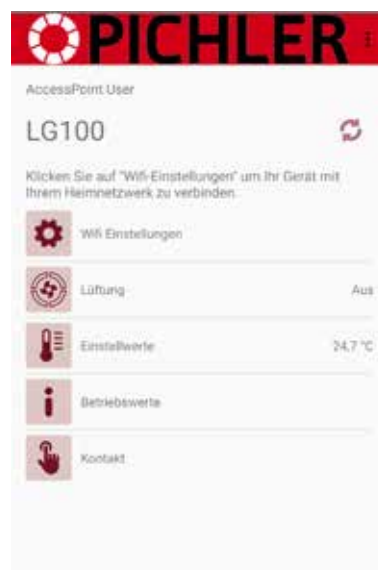 PICHLER
AccessPoint User
LG100
Klicken Sie auf "Wifi-Einstellungen" um Ihr Gerät mit
Ihrem Heimnetzwerk zu verbinden.
Wifi Einstellungen
Lüftung Aus
Einstellwerte 24,7 °C
Betriebswerte
Kontakt